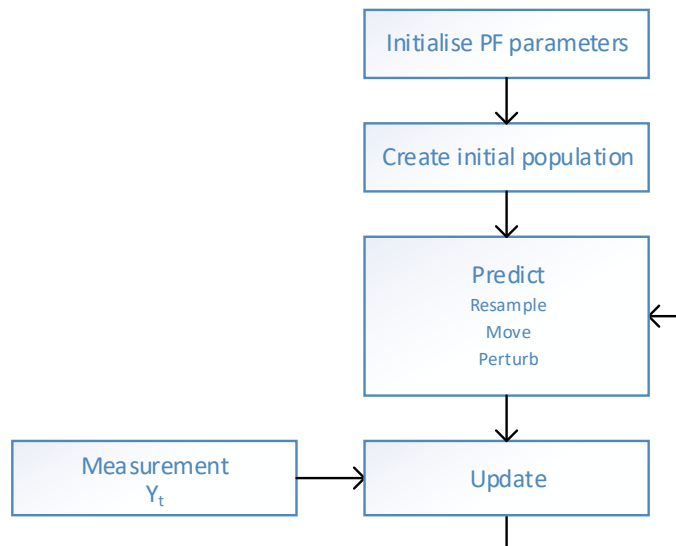 Initialise PF parameters
Create initial population
Predict
Resample
Move
Perturb
Measurement
Yₜ
Update